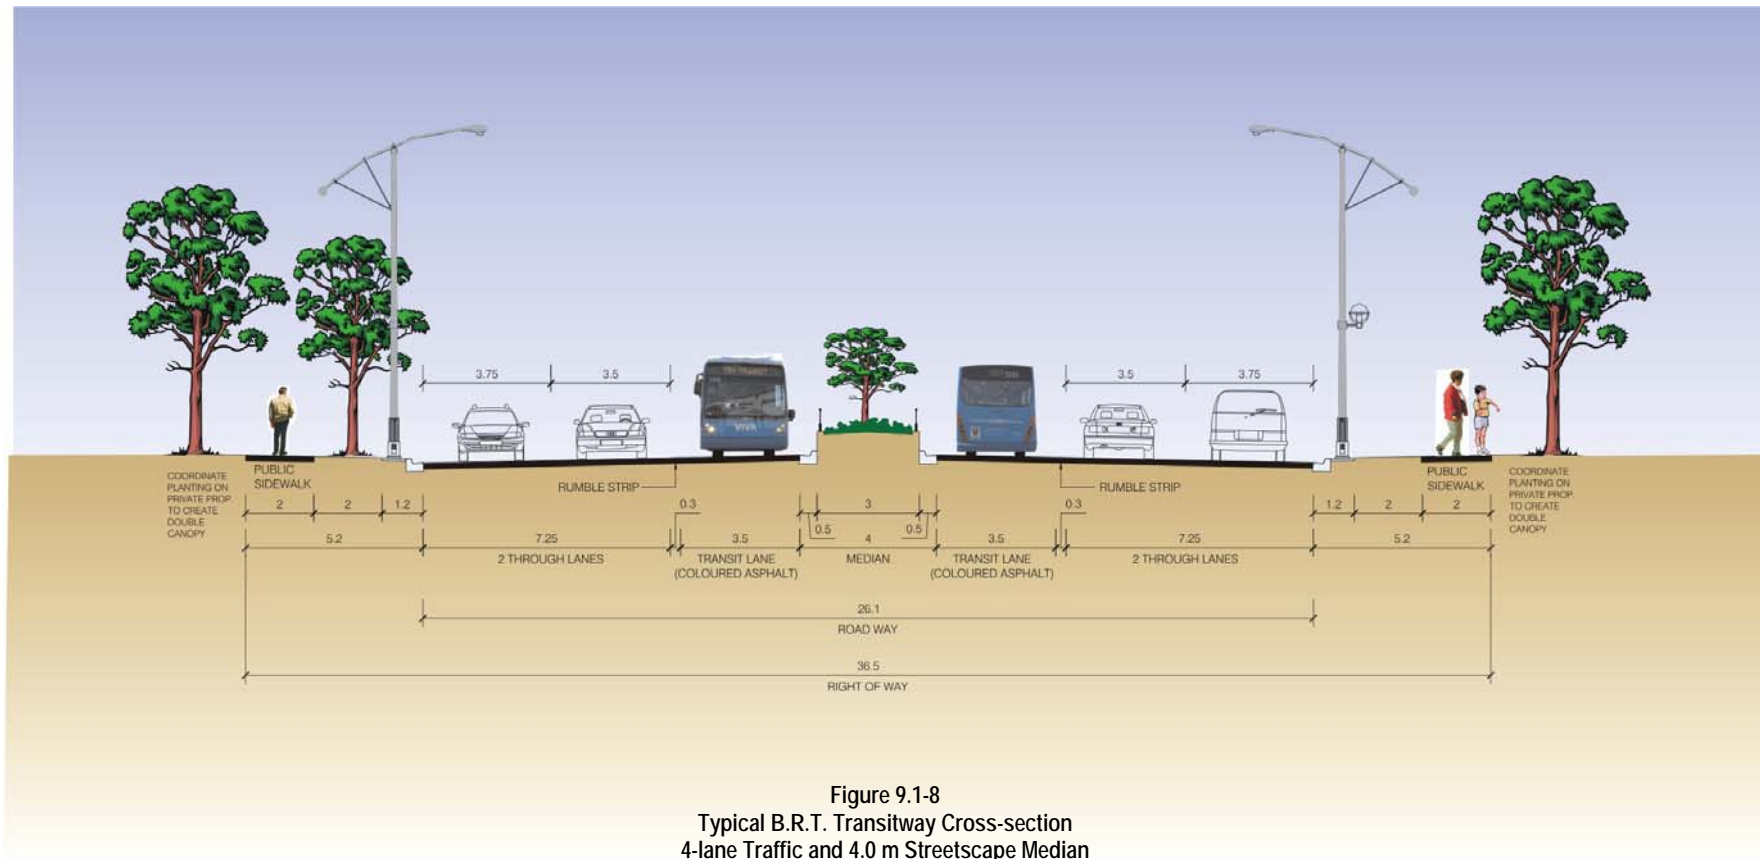 3.75 3.5 3.5 3.75
VIVA
COORDINATE
PLANTING ON
PRIVATE PROP.
TO CREATE
DOUBLE
CANOPY
PUBLIC
SIDEWALK
RUMBLE STRIP
RUMBLE STRIP
PUBLIC
SIDEWALK
COORDINATE
PLANTING ON
PRIVATE PROP.
TO CREATE
DOUBLE
CANOPY
2 2 1.2 0.3 3 0.3 1.2 2 2
0.5 0.5
5.2 7.25 3.5 4 3.5 7.25 5.2
2 THROUGH LANES TRANSIT LANE MEDIAN TRANSIT LANE 2 THROUGH LANES
(COLOURED ASPHALT) (COLOURED ASPHALT)
26.1
ROAD WAY
36.5
RIGHT OF WAY
Figure 9.1-8
Typical B.R.T. Transitway Cross-section
4-lane Traffic and 4.0 m Streetscape Median